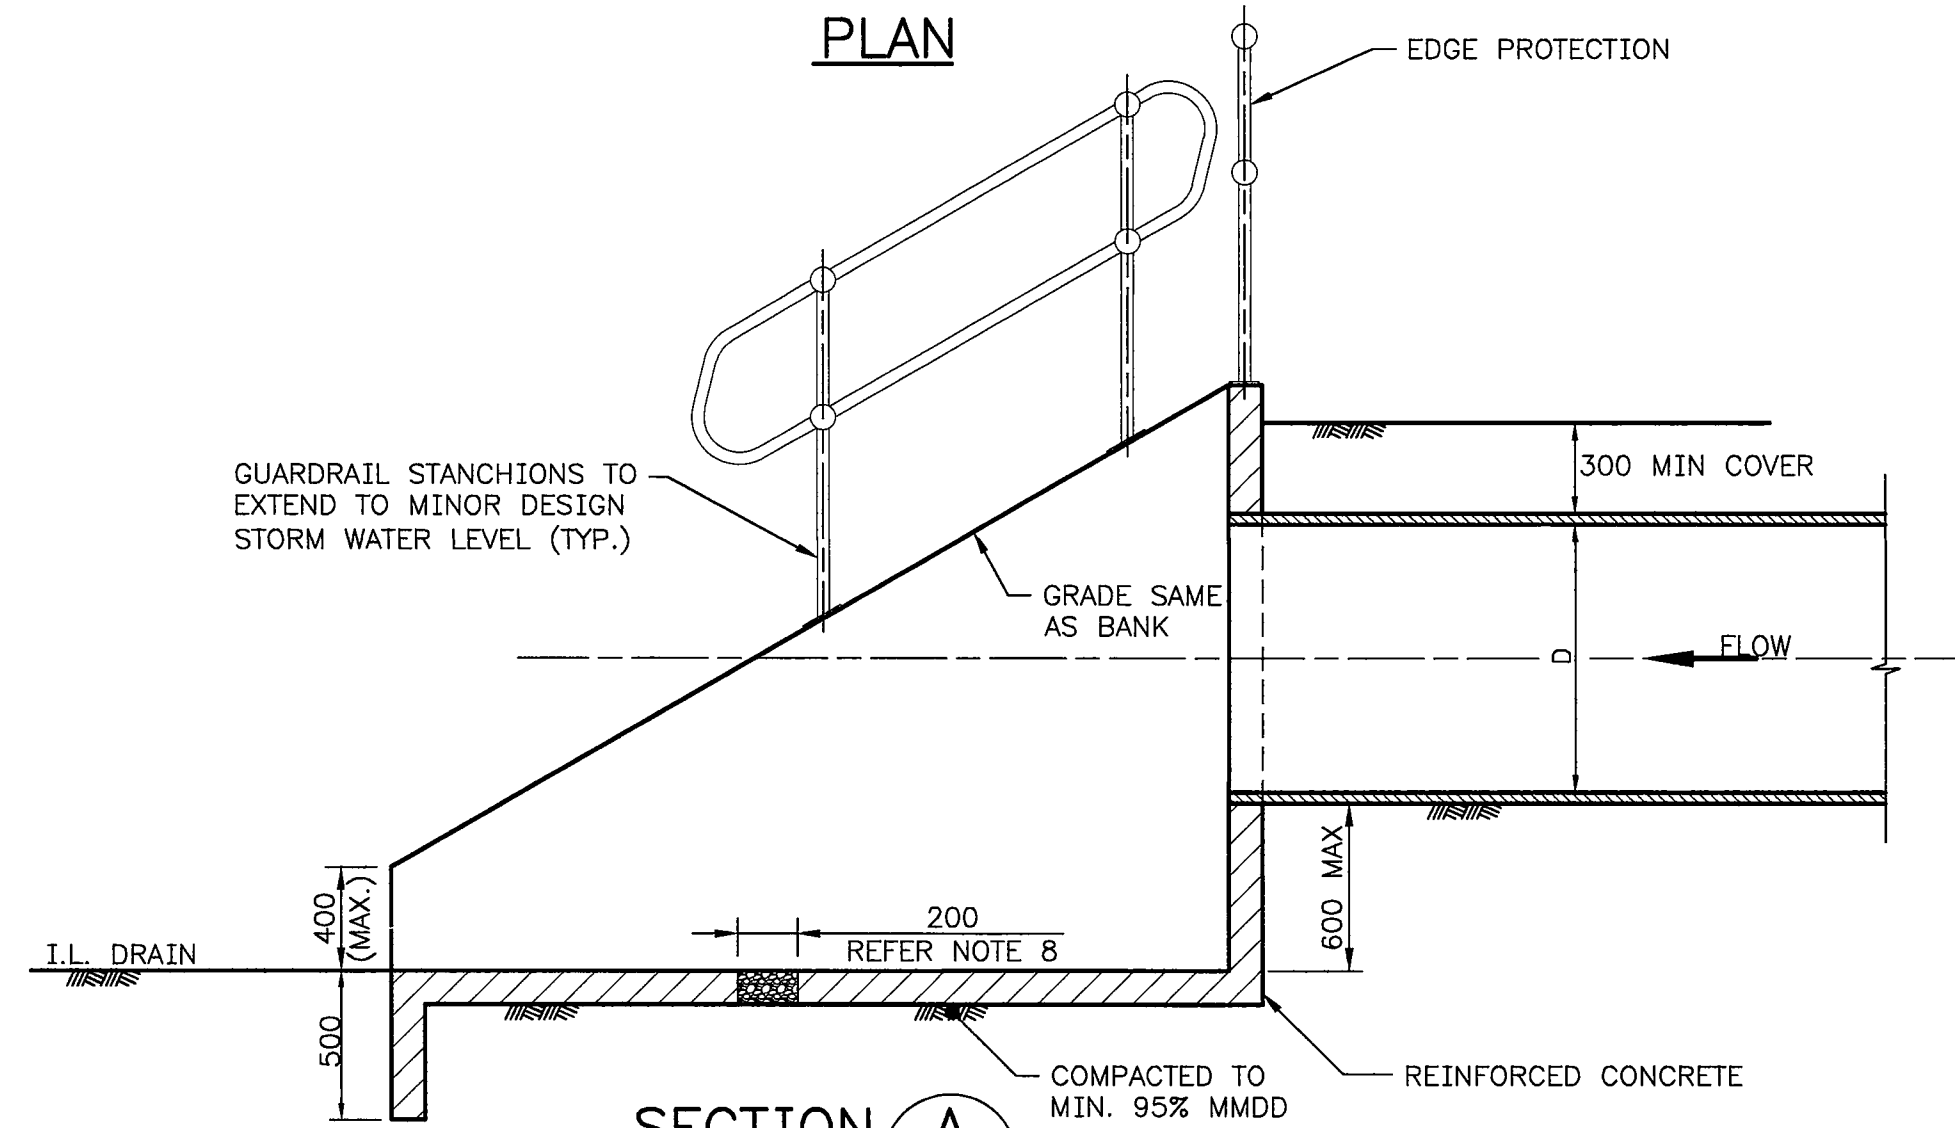 PLAN
EDGE PROTECTION
GUARDRAIL STANCHIONS TO
EXTEND TO MINOR DESIGN
STORM WATER LEVEL (TYP.)
300 MIN COVER
GRADE SAME
AS BANK
FLOW
D
600 MAX
400
(MAX.)
200
REFER NOTE 8
I.L. DRAIN
500
COMPACTED TO
MIN. 95% MMDD
REINFORCED CONCRETE
SECTION A